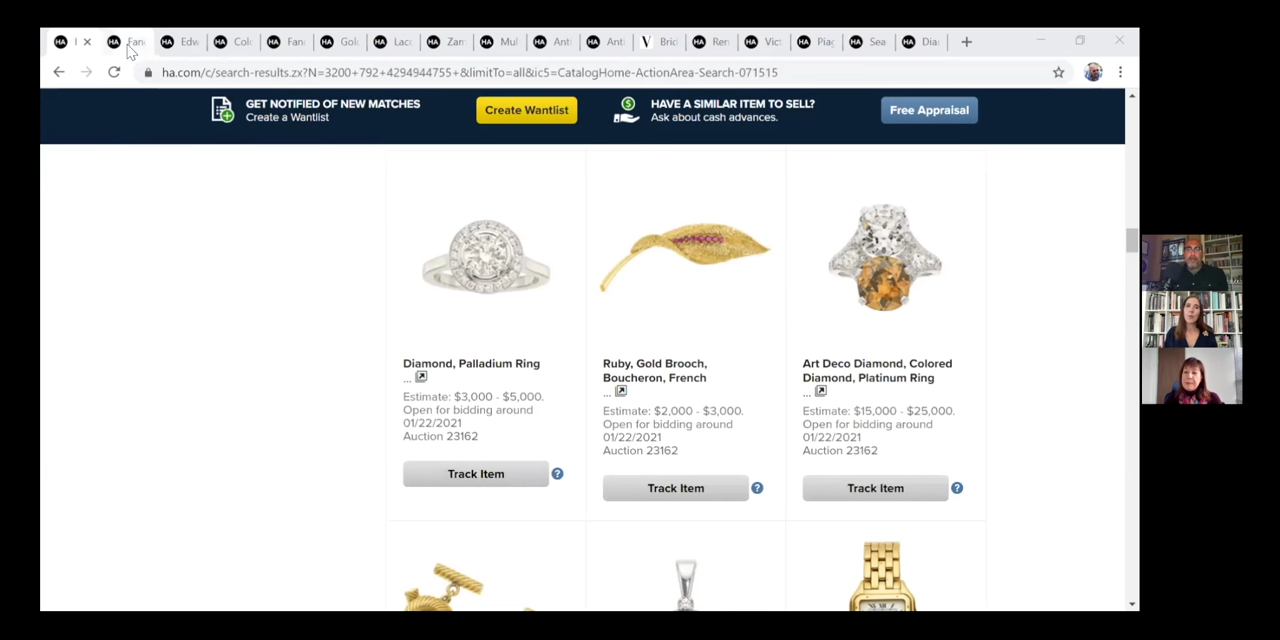 HA I HA Fan HA Edw HA Col HA Fan HA Gol HA Lac HA Zar HA Mul HA Anti HA Anti V Brid HA Ren HA Vict HA Piag HA Sea HA Dia
ha.com/c/search-results.zx?N=3200+792+4294944755+&limitTo=all&ic5=CatalogHome-ActionArea-Search-071515
GET NOTIFIED OF NEW MATCHES
Create a Wantlist
Create Wantlist
HAVE A SIMILAR ITEM TO SELL?
Ask about cash advances.
Free Appraisal
Diamond, Palladium Ring
...
Estimate: $3,000 - $5,000.
Open for bidding around
01/22/2021
Auction 23162
Track Item ?
Ruby, Gold Brooch,
Boucheron, French
...
Estimate: $2,000 - $3,000.
Open for bidding around
01/22/2021
Auction 23162
Track Item ?
Art Deco Diamond, Colored
Diamond, Platinum Ring
...
Estimate: $15,000 - $25,000.
Open for bidding around
01/22/2021
Auction 23162
Track Item ?